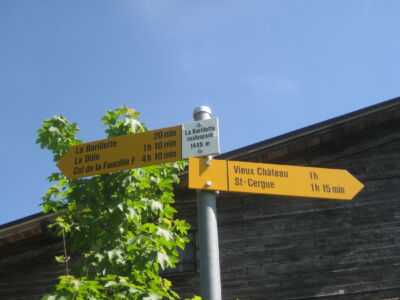 La Barillette 20 min
La Dôle 1h 10 min
Col de la Faucille F 4h 10 min
La Barillette
restaurant
1445 m
Vieux Château 1h
St-Cergue 1h 15 min